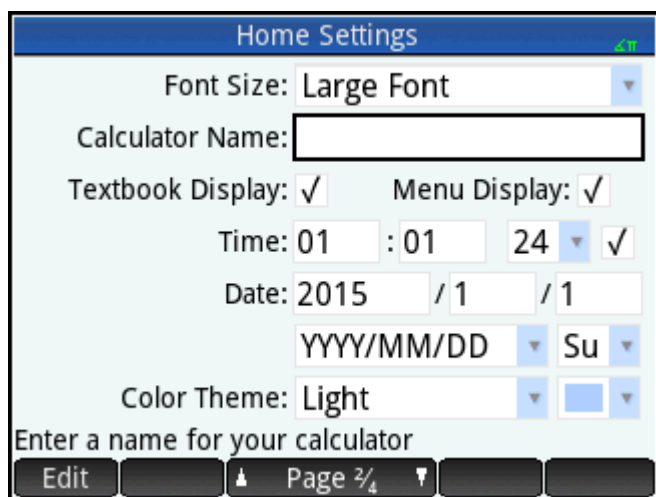 Home Settings ∡π
Font Size: Large Font
Calculator Name:
Textbook Display: √ Menu Display: √
Time: 01 : 01 24 √
Date: 2015 / 1 / 1
YYYY/MM/DD Su
Color Theme: Light
Enter a name for your calculator
Edit Page ²⁄₄